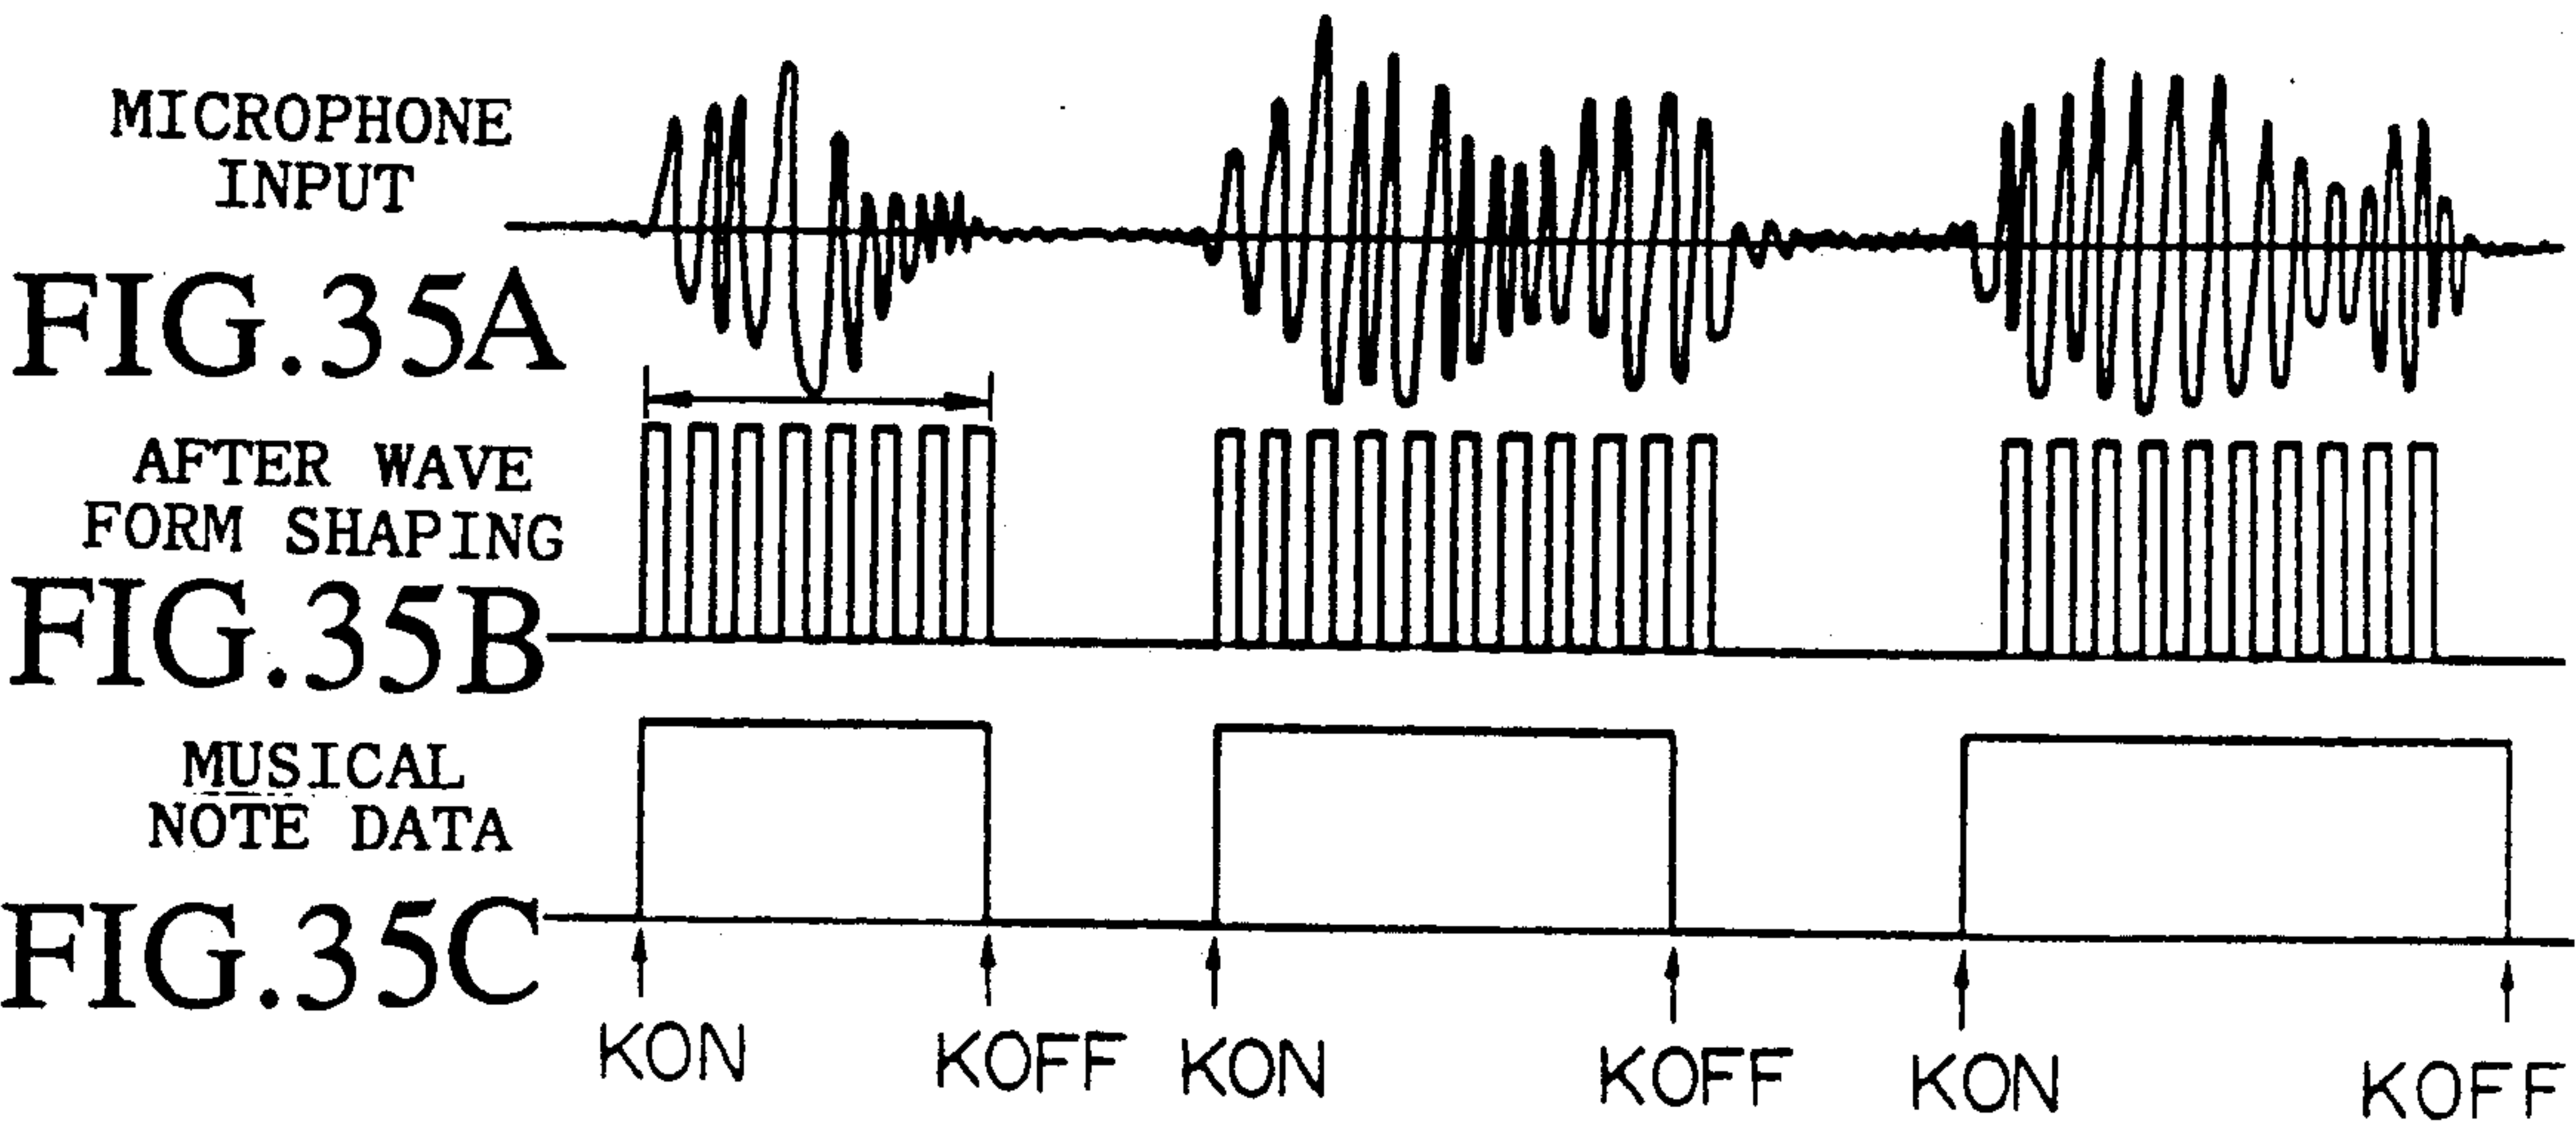 MICROPHONE
INPUT
FIG.35A
AFTER WAVE
FORM SHAPING
FIG.35B
MUSICAL
NOTE DATA
FIG.35C
KON KOFF KON KOFF KON KOFF